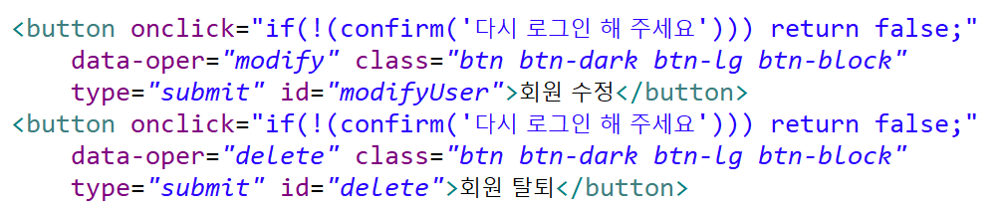 <button onclick="if(!(confirm('다시 로그인 해 주세요'))) return false;"
data-oper="modify" class="btn btn-dark btn-lg btn-block"
type="submit" id="modifyUser">회원 수정</button>
<button onclick="if(!(confirm('다시 로그인 해 주세요'))) return false;"
data-oper="delete" class="btn btn-dark btn-lg btn-block"
type="submit" id="delete">회원 탈퇴</button>